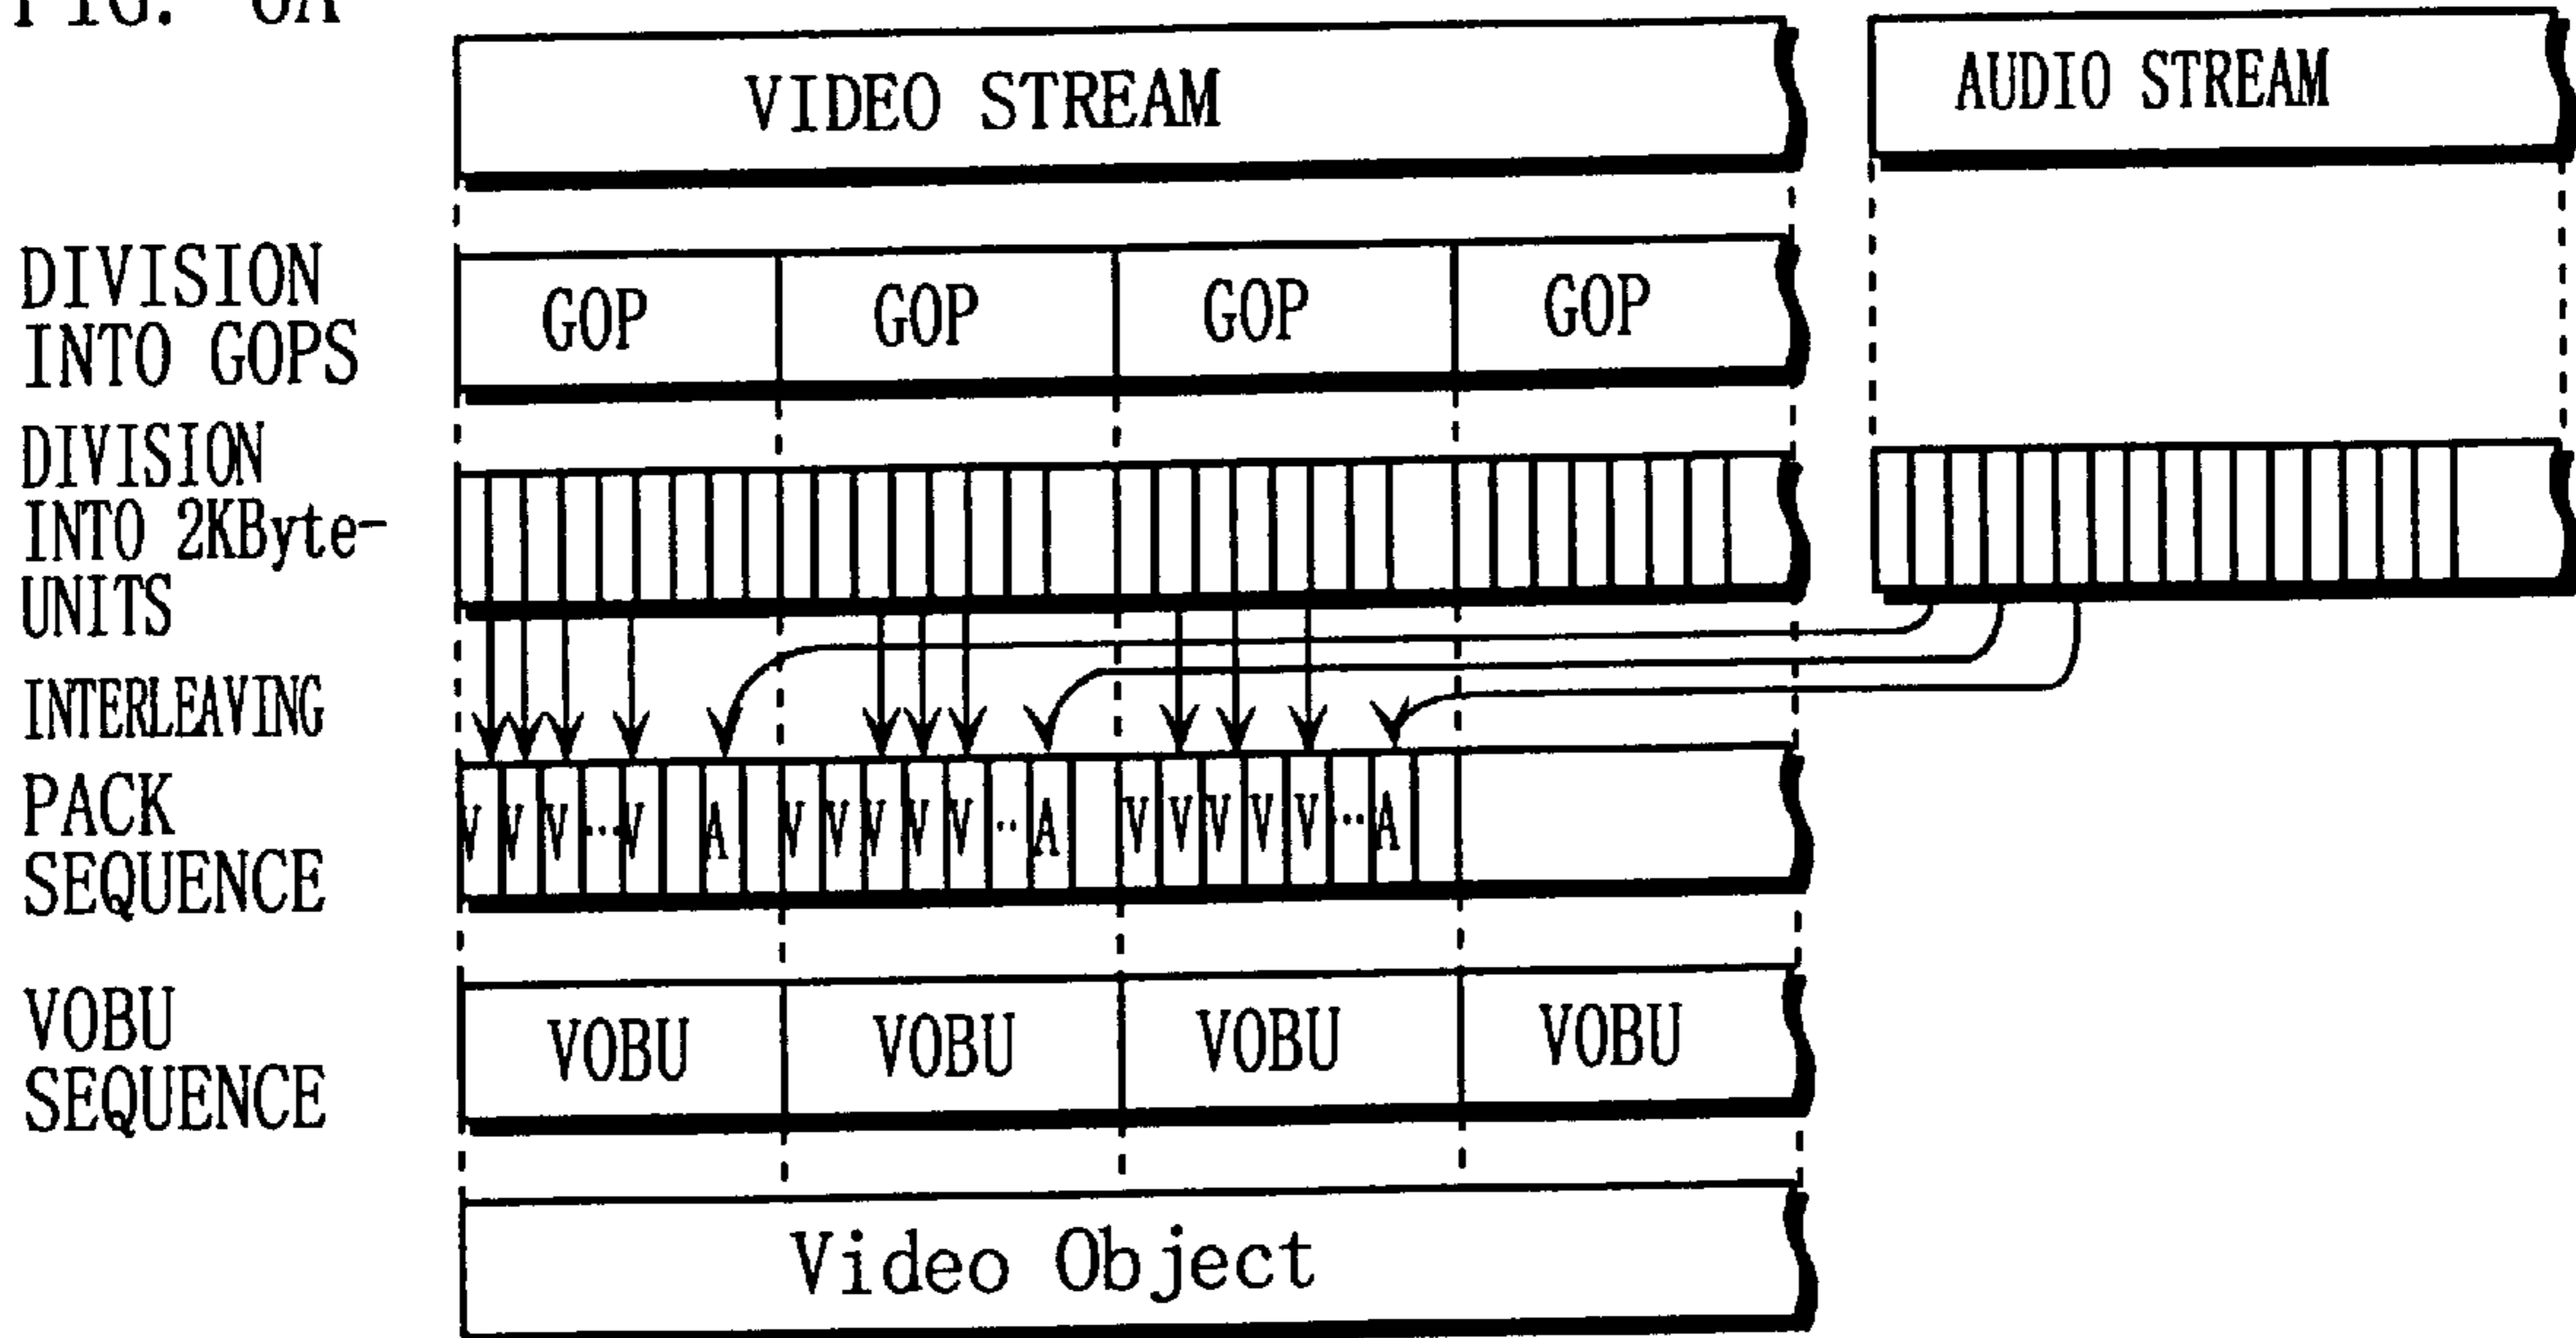 VIDEO STREAM
AUDIO STREAM
DIVISION
INTO GOPS
GOP GOP GOP GOP
DIVISION
INTO 2KByte-
UNITS
INTERLEAVING
PACK
SEQUENCE
V V V ··· V A V V V V V ·· A V V V V V ··· A
VOBU
SEQUENCE
VOBU VOBU VOBU VOBU
Video Object